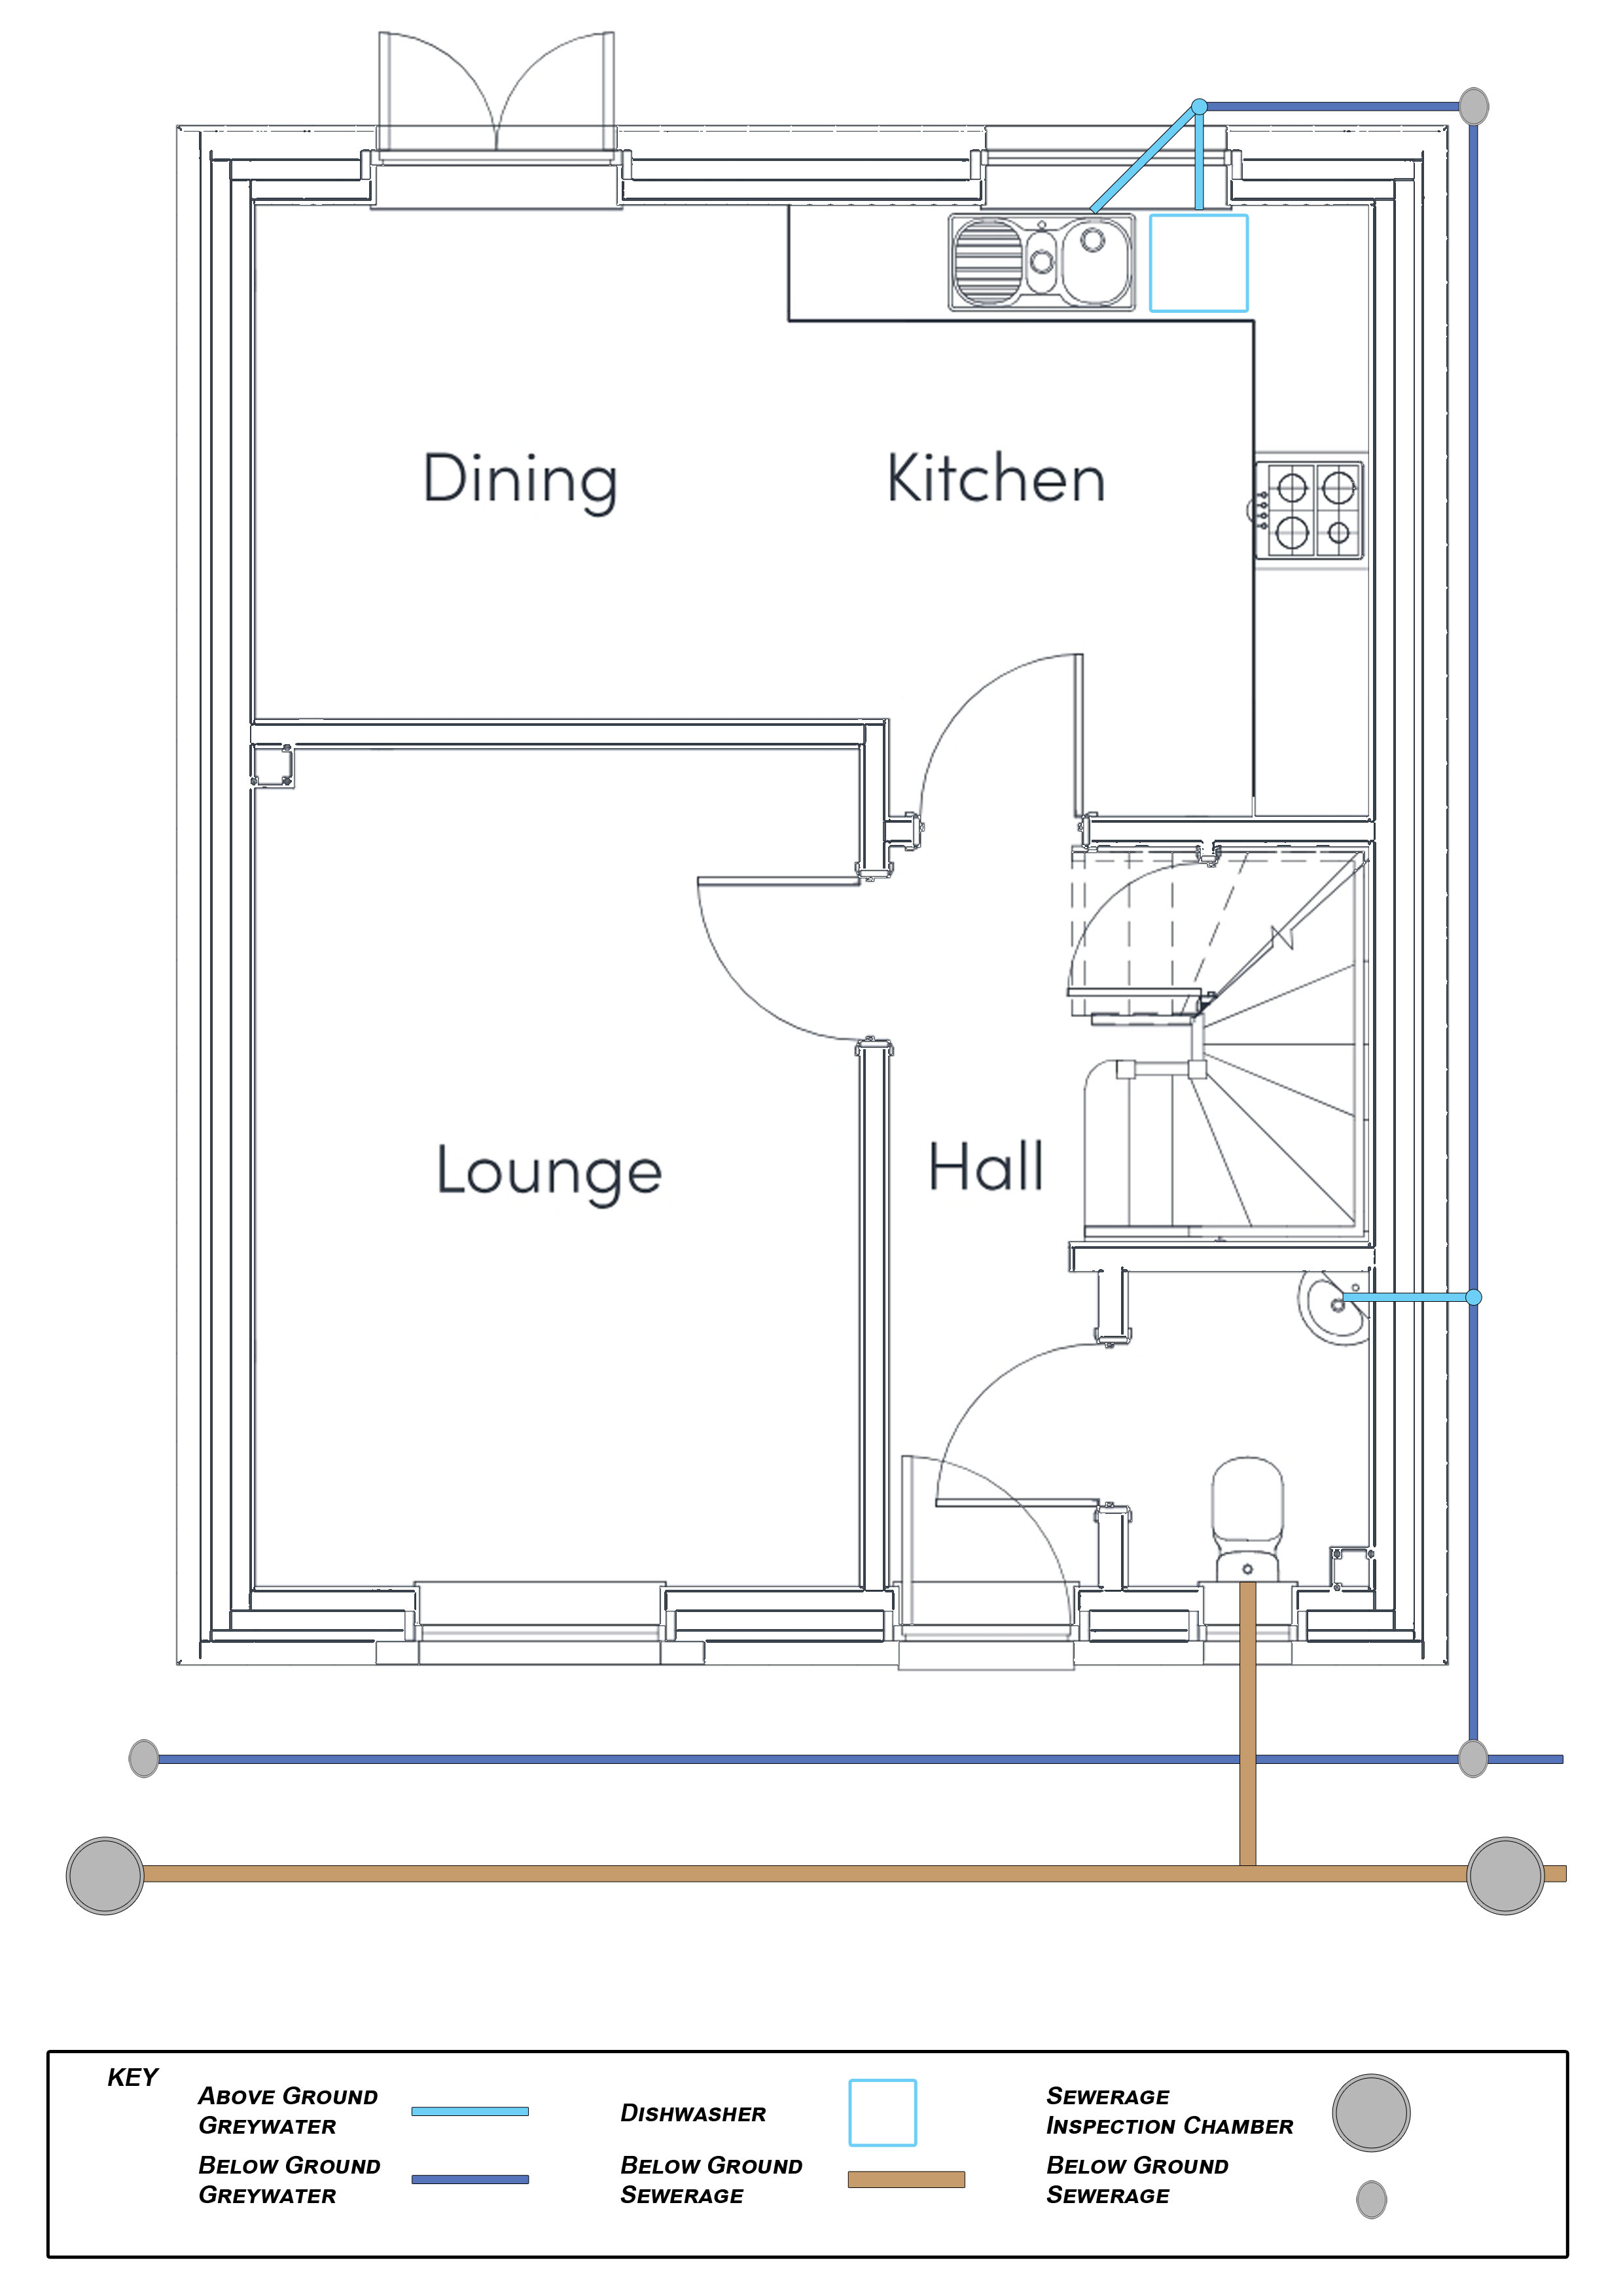 Dining
Kitchen
Lounge
Hall
KEY
ABOVE GROUND
GREYWATER
DISHWASHER
SEWERAGE
INSPECTION CHAMBER
BELOW GROUND
GREYWATER
BELOW GROUND
SEWERAGE
BELOW GROUND
SEWERAGE